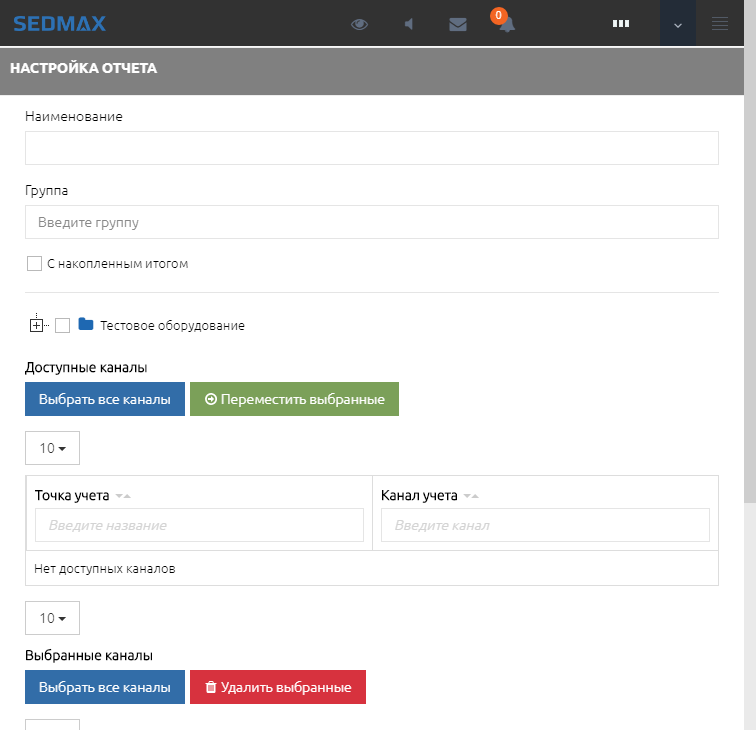 SEDMAX
0
НАСТРОЙКА ОТЧЕТА
Наименование
Группа
Введите группу
С накопленным итогом
Тестовое оборудование
Доступные каналы
Выбрать все каналы Переместить выбранные
10
Точка учета Канал учета
Введите название Введите канал
Нет доступных каналов
10
Выбранные каналы
Выбрать все каналы Удалить выбранные